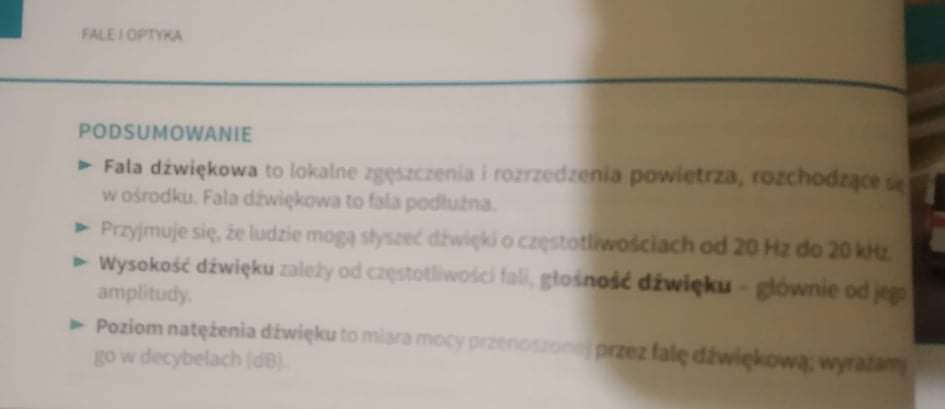 FALE I OPTYKA
PODSUMOWANIE
► Fala dźwiękowa to lokalne zgęszczenia i rozrzedzenia powietrza, rozchodzące się
w ośrodku. Fala dźwiękowa to fala podłużna.
► Przyjmuje się, że ludzie mogą słyszeć dźwięki o częstotliwościach od 20 Hz do 20 kHz.
► Wysokość dźwięku zależy od częstotliwości fali, głośność dźwięku – głównie od jego
amplitudy.
► Poziom natężenia dźwięku to miara mocy przenoszonej przez falę dźwiękową; wyrażamy
go w decybelach (dB).